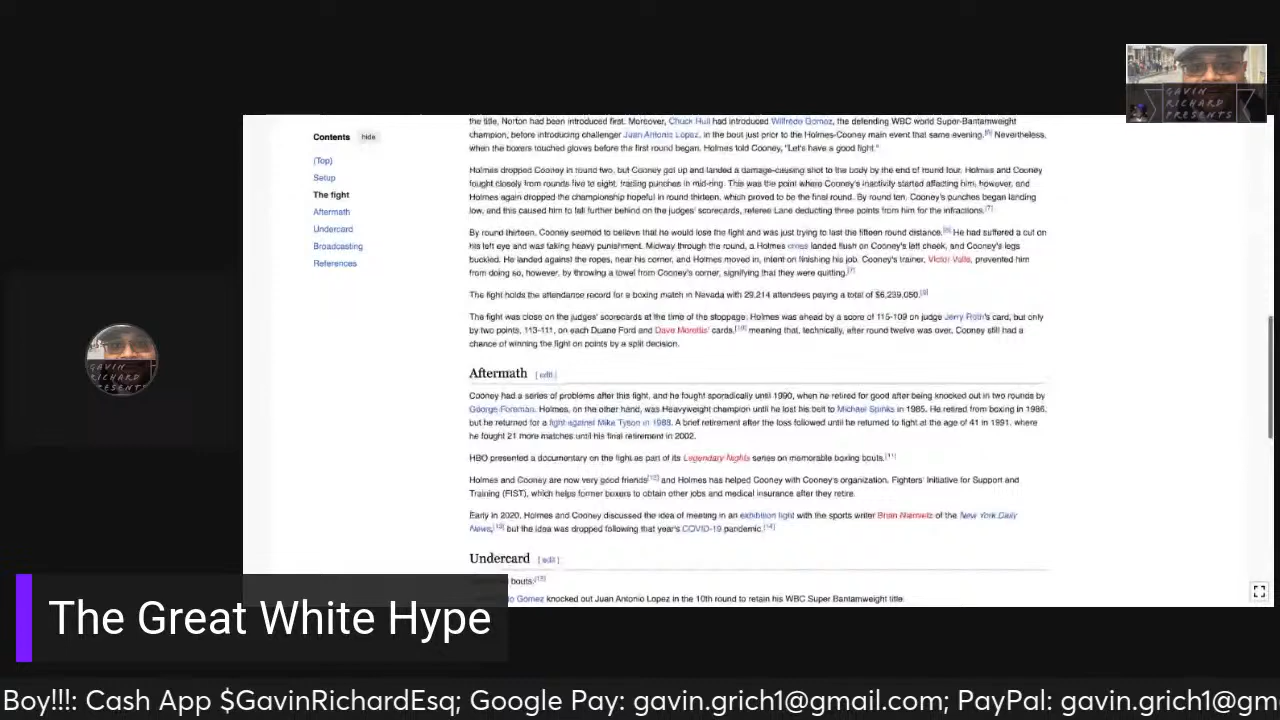 GAVIN
RICHARD
PRESENTS
Contents hide
(Top)
Setup
The fight
Aftermath
Undercard
Broadcasting
References
the title, Norton had been introduced first. Moreover, Chuck Hull had introduced Wilfredo Gomez, the defending WBC world Super-Bantamweight
champion, before introducing challenger Juan Antonio Lopez, in the bout just prior to the Holmes-Cooney main event that same evening.[6] Nevertheless,
when the boxers touched gloves before the first round began, Holmes told Cooney, "Let's have a good fight."
Holmes dropped Cooney in round two, but Cooney got up and landed a damage-causing shot to the body by the end of round four. Holmes and Cooney
fought closely from rounds five to eight, trading punches in mid-ring. This was the point where Cooney's inactivity started affecting him, however, and
Holmes again dropped the championship hopeful in round thirteen, which proved to be the final round. By round ten, Cooney's punches began landing
low, and this caused him to fall further behind on the judges' scorecards, referee Lane deducting three points from him for the infractions.[7]
By round thirteen, Cooney seemed to believe that he would lose the fight and was just trying to last the fifteen round distance. He had suffered a cut on
his left eye and was taking heavy punishment. Midway through the round, a Holmes cross landed flush on Cooney's left cheek, and Cooney's legs
buckled. He landed against the ropes, near his corner, and Holmes moved in, intent on finishing his job. Cooney's trainer, Victor Valle, prevented him
from doing so, however, by throwing a towel from Cooney's corner, signifying that they were quitting.[7]
The fight holds the attendance record for a boxing match in Nevada with 29,214 attendees paying a total of $6,239,050.[9]
The fight was close on the judges' scorecards at the time of the stoppage: Holmes was ahead by a score of 115-109 on judge Jerry Roth's card, but only
by two points, 113-111, on each Duane Ford and Dave Morettis' cards,[10] meaning that, technically, after round twelve was over, Cooney still had a
chance of winning the fight on points by a split decision.
Aftermath [ edit ]
Cooney had a series of problems after this fight, and he fought sporadically until 1990, when he retired for good after being knocked out in two rounds by
George Foreman. Holmes, on the other hand, was Heavyweight champion until he lost his belt to Michael Spinks in 1985. He retired from boxing in 1986,
but he returned for a fight against Mike Tyson in 1988. A brief retirement after the loss followed until he returned to fight at the age of 41 in 1991, where
he fought 21 more matches until his final retirement in 2002.
HBO presented a documentary on the fight as part of its Legendary Nights series on memorable boxing bouts.[11]
Holmes and Cooney are now very good friends[12] and Holmes has helped Cooney with Cooney's organization, Fighters' Initiative for Support and
Training (FIST), which helps former boxers to obtain other jobs and medical insurance after they retire.
Early in 2020, Holmes and Cooney discussed the idea of meeting in an exhibition fight with the sports writer Brian Warowitz of the New York Daily
News,[13] but the idea was dropped following that year's COVID-19 pandemic.[14]
Undercard [ edit ]
bouts:[15]
Gomez knocked out Juan Antonio Lopez in the 10th round to retain his WBC Super Bantamweight title
GAVIN
RICHARD
PRESENTS
The Great White Hype
Boy!!!: Cash App $GavinRichardEsq; Google Pay: gavin.grich1@gmail.com; PayPal: gavin.grich1@gm